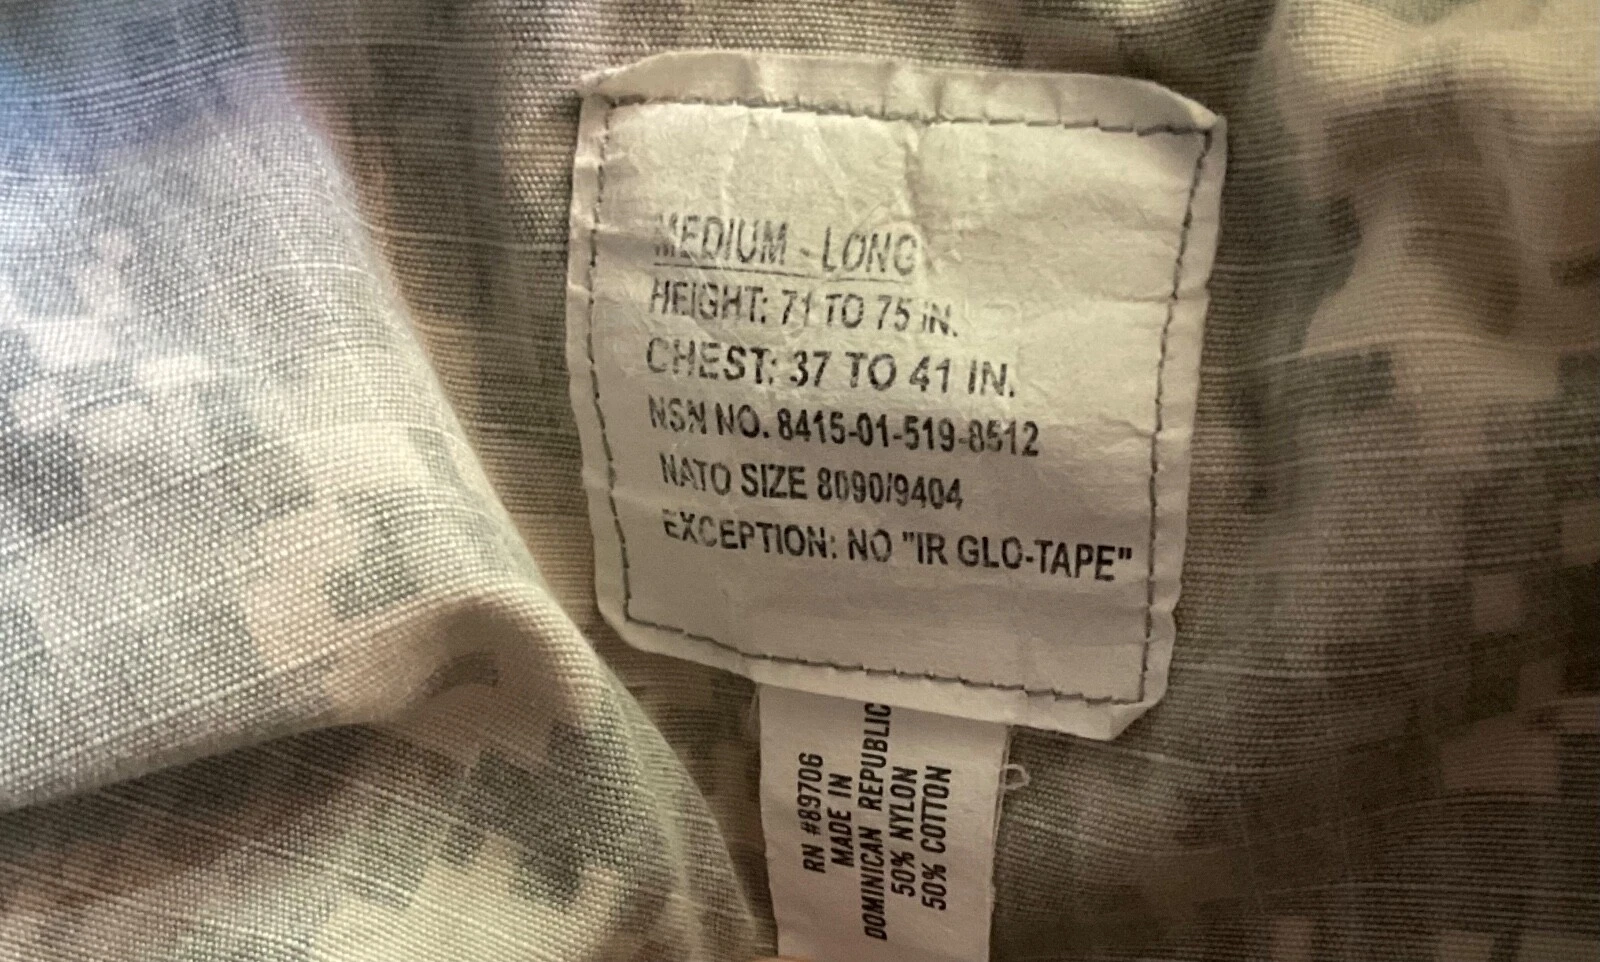 MEDIUM - LONG
HEIGHT: 71 TO 75 IN.
CHEST: 37 TO 41 IN.
NSN NO. 8415-01-519-8512
NATO SIZE 8090/9404
EXCEPTION: NO "IR GLO-TAPE"
RN #89706
MADE IN
DOMINICAN REPUBLIC
50% NYLON
50% COTTON